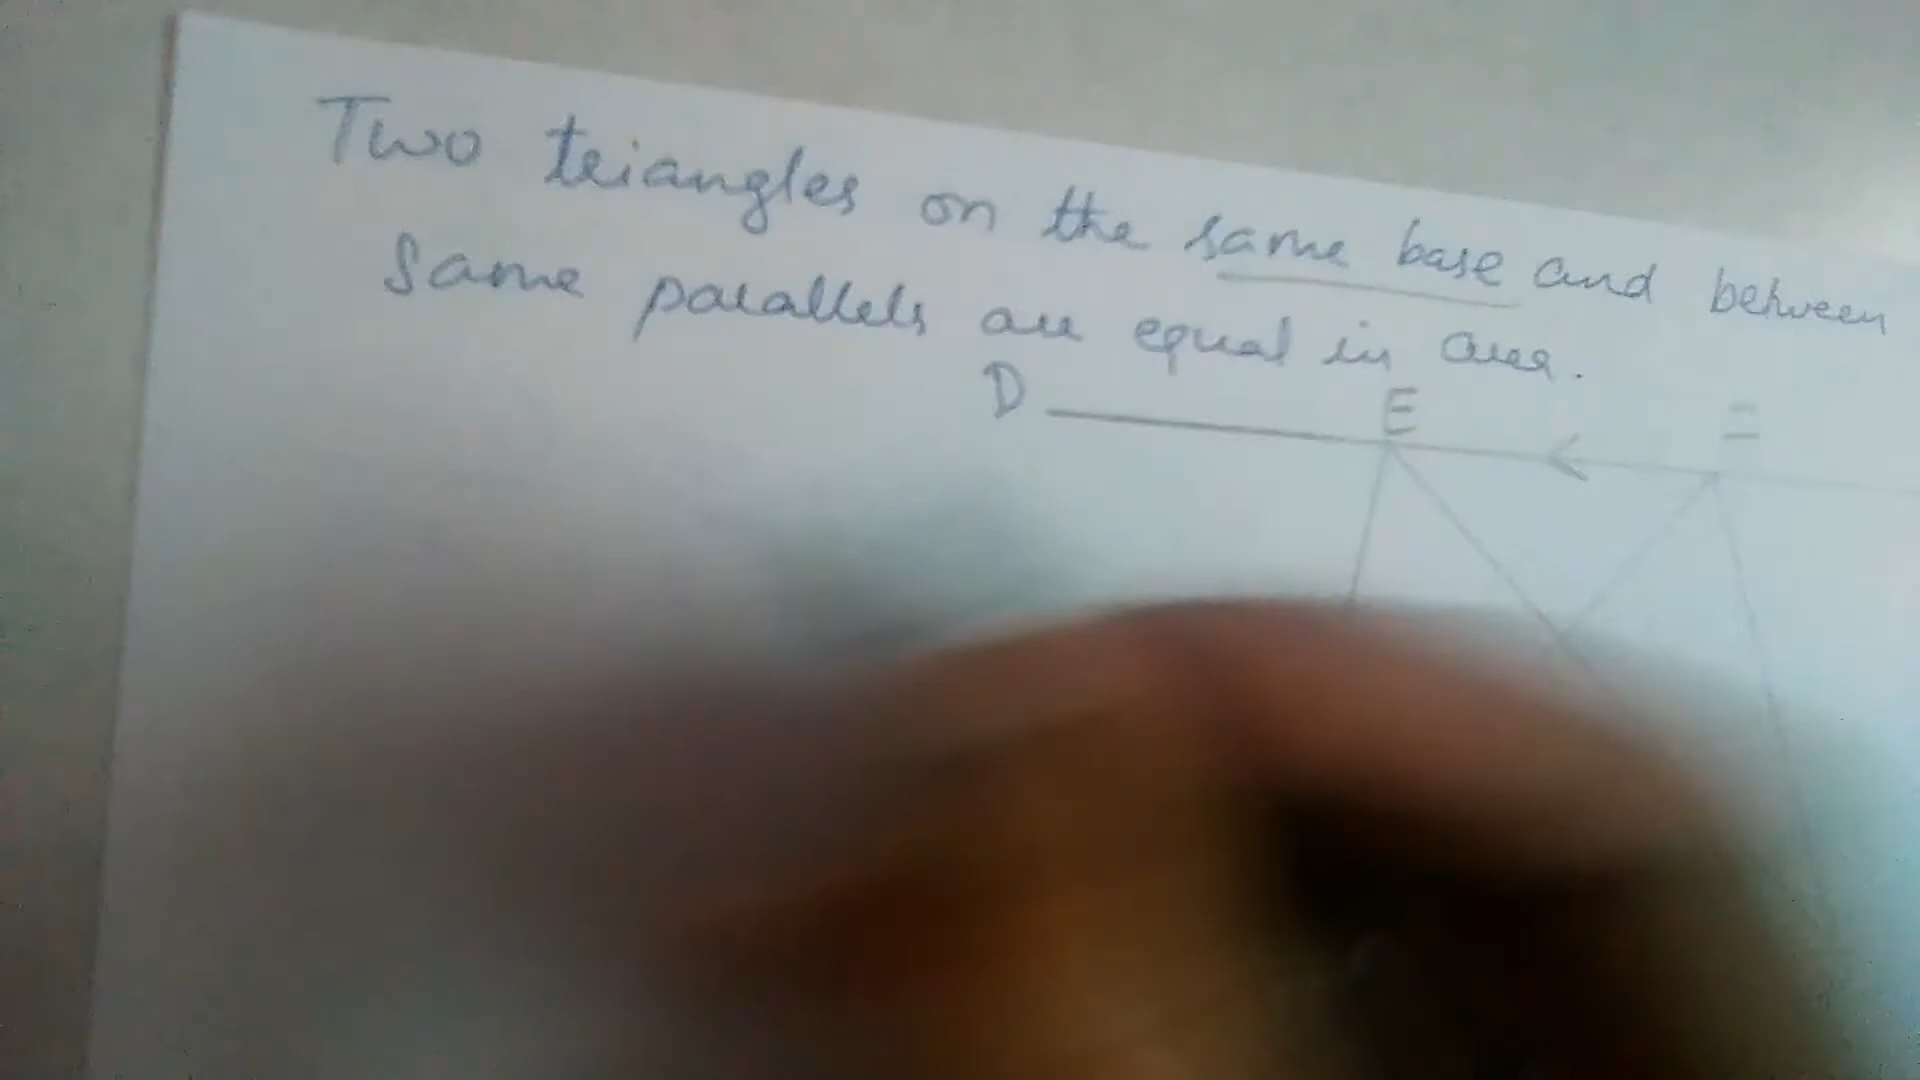 Two triangles on the same base and between
same parallels are equal in area.
D E